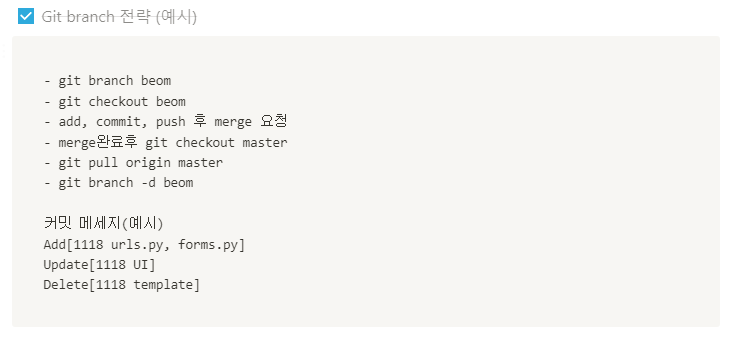 Git branch 전략 (예시)
- git branch beom
- git checkout beom
- add, commit, push 후 merge 요청
- merge완료후 git checkout master
- git pull origin master
- git branch -d beom
커밋 메세지(예시)
Add[1118 urls.py, forms.py]
Update[1118 UI]
Delete[1118 template]